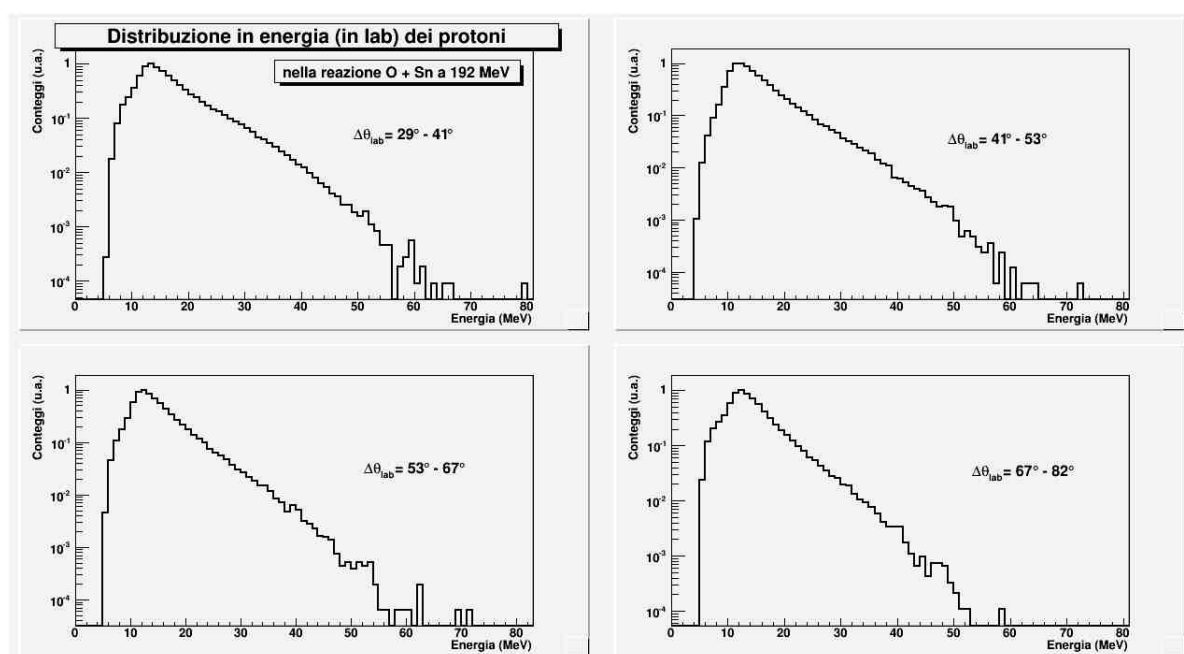 Distribuzione in energia (in lab) dei protoni
nella reazione O + Sn a 192 MeV
Conteggi (u.a.)
1
10⁻¹
10⁻²
10⁻³
10⁻⁴
Δθlab= 29° - 41°
0 10 20 30 40 50 60 70 80
Energia (MeV)
Conteggi (u.a.)
1
10⁻¹
10⁻²
10⁻³
10⁻⁴
Δθlab= 41° - 53°
0 10 20 30 40 50 60 70 80
Energia (MeV)
Conteggi (u.a.)
1
10⁻¹
10⁻²
10⁻³
10⁻⁴
Δθlab= 53° - 67°
0 10 20 30 40 50 60 70 80
Energia (MeV)
Conteggi (u.a.)
1
10⁻¹
10⁻²
10⁻³
10⁻⁴
Δθlab= 67° - 82°
0 10 20 30 40 50 60 70 80
Energia (MeV)